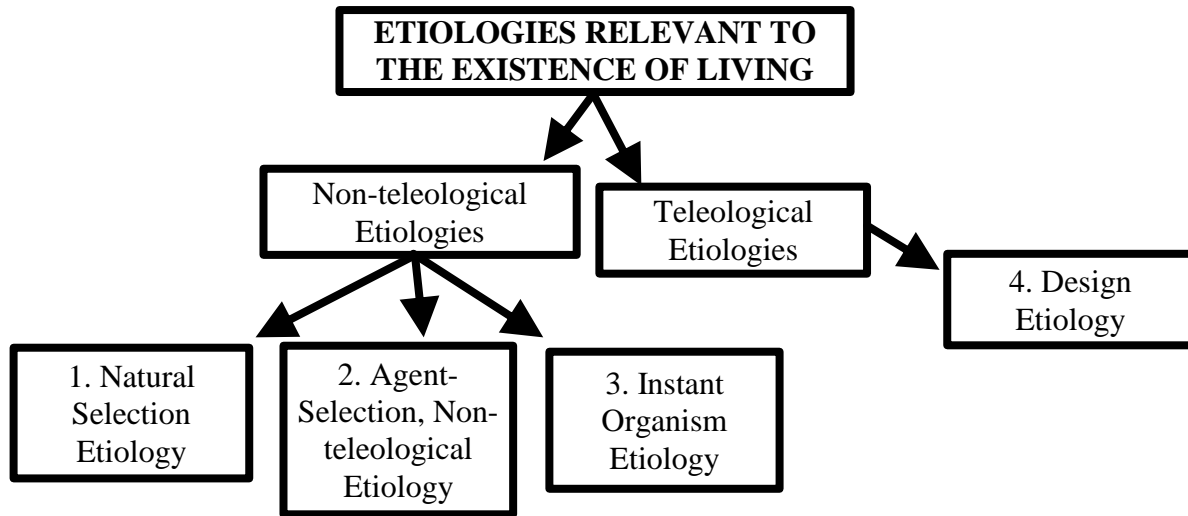 ETIOLOGIES RELEVANT TO
THE EXISTENCE OF LIVING
Non-teleological
Etiologies
Teleological
Etiologies
4. Design
Etiology
1. Natural
Selection
Etiology
2. Agent-
Selection, Non-
teleological
Etiology
3. Instant
Organism
Etiology